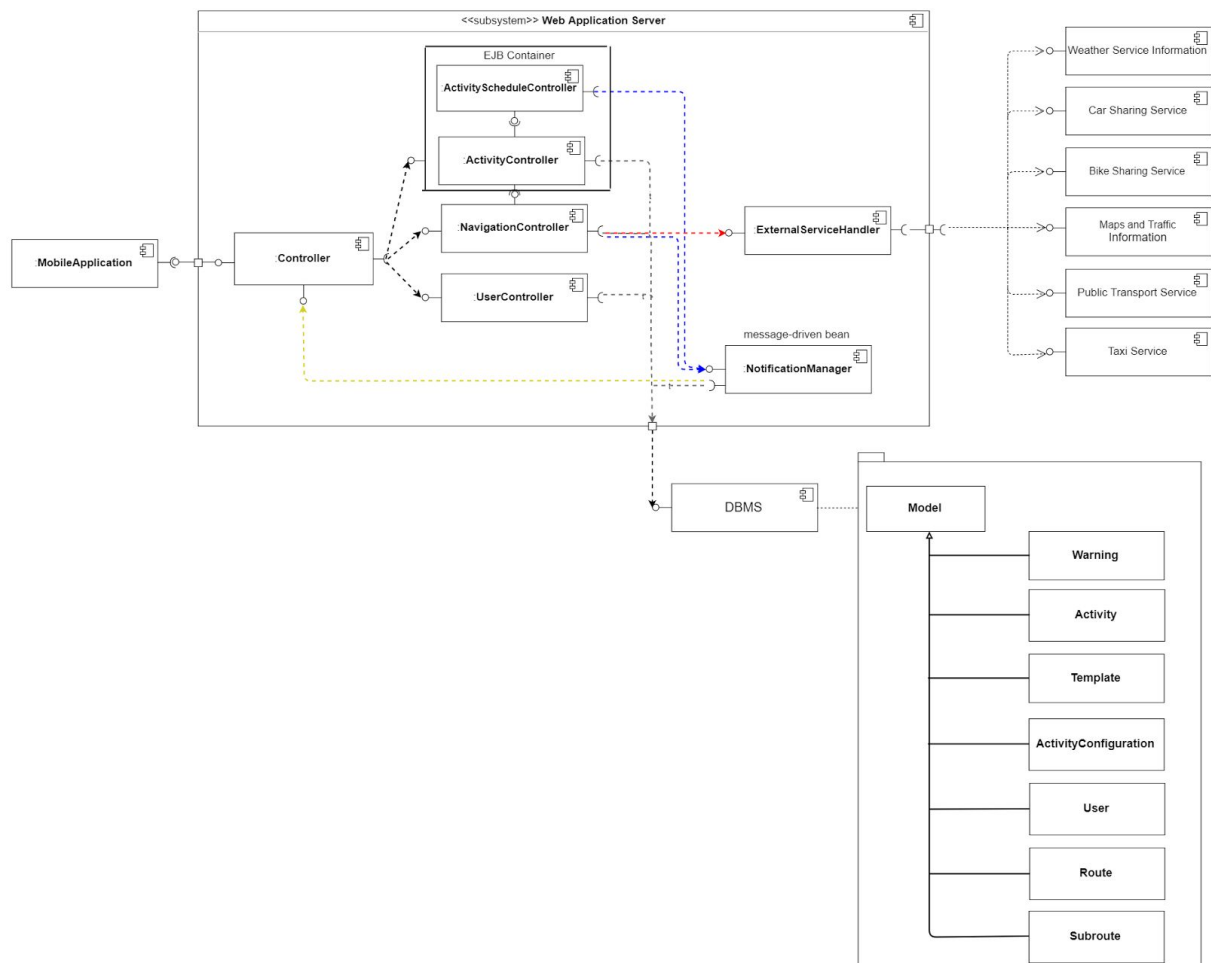 <<subsystem>> Web Application Server
EJB Container
:ActivityScheduleController
:ActivityController
:NavigationController
:ExternalServiceHandler
:MobileApplication
:Controller
:UserController
message-driven bean
:NotificationManager
Weather Service Information
Car Sharing Service
Bike Sharing Service
Maps and Traffic
Information
Public Transport Service
Taxi Service
DBMS
Model
Warning
Activity
Template
ActivityConfiguration
User
Route
Subroute